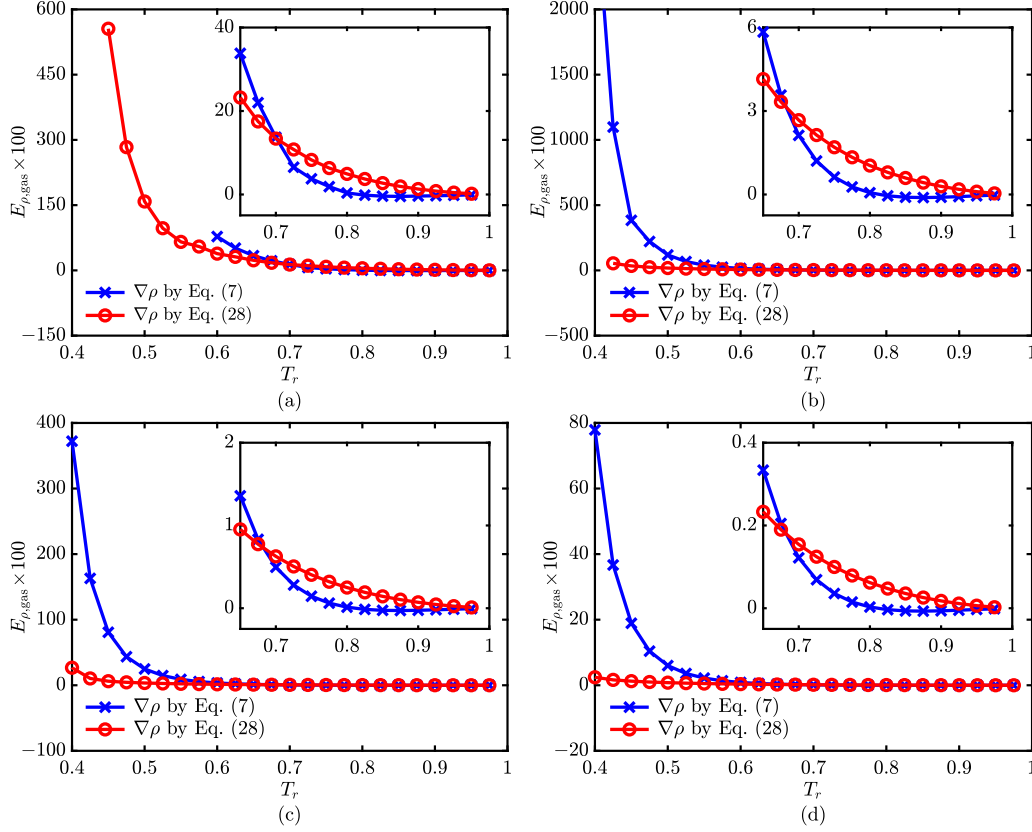 600
450
300
150
0
−150
E_{ρ,gas}×100
40
20
0
0.7 0.8 0.9 1
∇ρ by Eq. (7)
∇ρ by Eq. (28)
0.4 0.5 0.6 0.7 0.8 0.9 1
T_r
(a)
2000
1500
1000
500
0
−500
E_{ρ,gas}×100
6
3
0
0.7 0.8 0.9 1
∇ρ by Eq. (7)
∇ρ by Eq. (28)
0.4 0.5 0.6 0.7 0.8 0.9 1
T_r
(b)
400
300
200
100
0
−100
E_{ρ,gas}×100
2
1
0
0.7 0.8 0.9 1
∇ρ by Eq. (7)
∇ρ by Eq. (28)
0.4 0.5 0.6 0.7 0.8 0.9 1
T_r
(c)
80
60
40
20
0
−20
E_{ρ,gas}×100
0.4
0.2
0
0.7 0.8 0.9 1
∇ρ by Eq. (7)
∇ρ by Eq. (28)
0.4 0.5 0.6 0.7 0.8 0.9 1
T_r
(d)